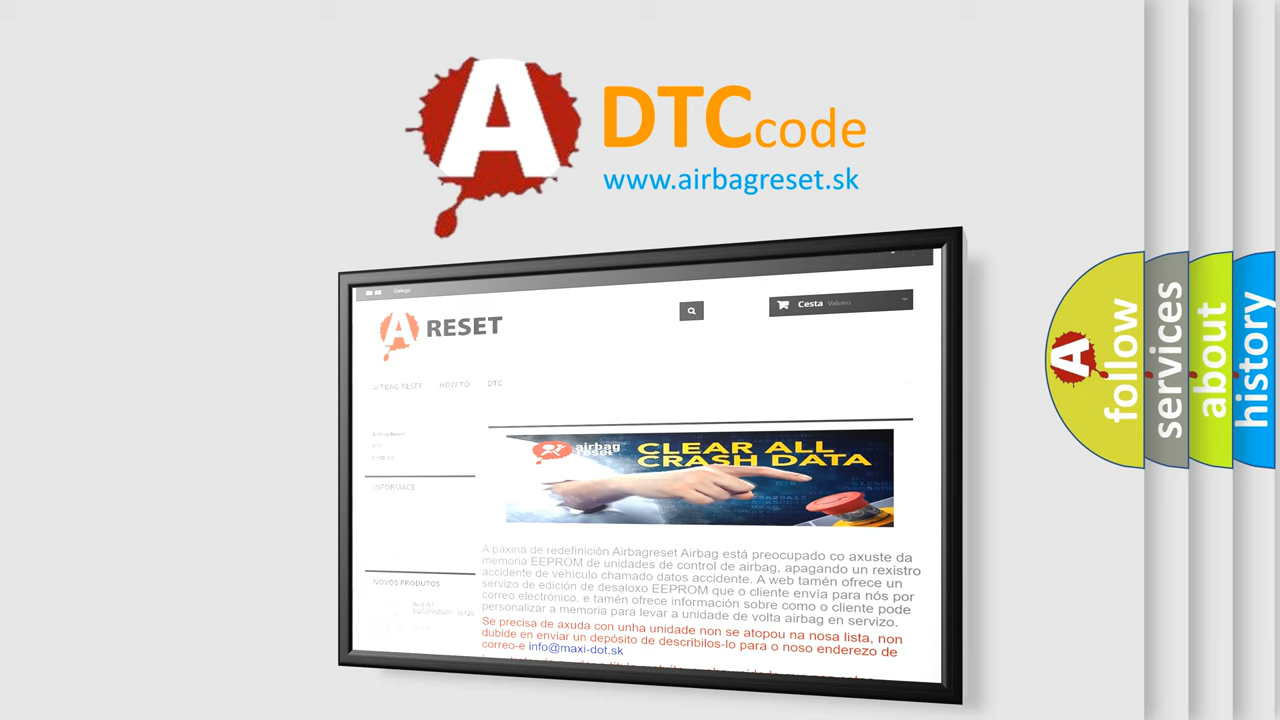 A
DTCcode
www.airbagreset.sk
Galego
A RESET
Cesta Valeiro
AIRBAG RESET HOW TO DTC
INFORMACE
airbag
reset
CLEAR ALL
CRASH DATA
A páxina de redefinición Airbagreset Airbag está preocupado co axuste da
memoria EEPROM de unidades de control de airbag, apagando un rexistro
accidente de vehículo chamado datos accidente. A web tamén ofrece un
servizo de edición de desaloxo EEPROM que o cliente envía para nós por
correo electrónico, e tamén ofrece información sobre como o cliente pode
personalizar a memoria para levar a unidade de volta airbag en servizo.
Se precisa de axuda con unha unidade non se atopou na nosa lista, non
dubide en enviar un depósito de describilos-lo para o noso enderezo de
correo-e info@maxi-dot.sk
NOVOS PRODUTOS
A
follow
services
about
history